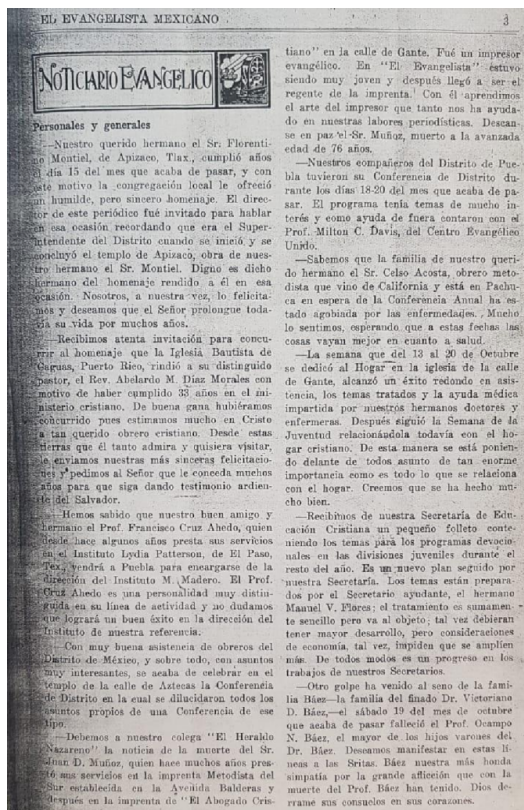 EL EVANGELISTA MEXICANO
3
NOTICIARIO EVANGELICO
Personales y generales
—Nuestro querido hermano el Sr. Florenti-
no Montiel, de Apizaco, Tlax., cumplió años
el día 15 del mes que acaba de pasar, y con
este motivo la congregación local le ofreció
un humilde, pero sincero homenaje. El direc-
tor de este periódico fué invitado para hablar
en esa ocasión recordando que era el Super-
intendente del Distrito cuando se inició y se
concluyó el templo de Apizaco, obra de nues-
tro hermano el Sr. Montiel. Digno es dicho
hermano del homenaje rendido a él en esa
ocasión. Nosotros, a nuestra vez, lo felicita-
mos y deseamos que el Señor prolongue toda-
vía su vida por muchos años.
—Recibimos atenta invitación para concu-
rrir al homenaje que la Iglesia Bautista de
Caguas, Puerto Rico, rindió a su distinguido
pastor, el Rev. Abelardo M. Díaz Morales con
motivo de haber cumplido 33 años en el mi-
nisterio cristiano. De buena gana hubiéramos
concurrido pues estimamos mucho en Cristo
a tan querido obrero cristiano. Desde estas
tierras que él tanto admira y quisiera visitar,
le enviamos nuestras más sinceras felicitacio-
nes y pedimos al Señor que le conceda muchos
años para que siga dando testimonio ardien-
te del Salvador.
—Hemos sabido que nuestro buen amigo y
hermano el Prof. Francisco Cruz Ahedo, quien
desde hace algunos años presta sus servicios
en el Instituto Lydia Patterson, de El Paso,
Tex., vendrá a Puebla para encargarse de la
dirección del Instituto M. Madero. El Prof.
Cruz Ahedo es una personalidad muy distin-
guida en su línea de actividad y no dudamos
que logrará un buen éxito en la dirección del
Instituto de nuestra referencia.
—Con muy buena asistencia de obreros del
Distrito de México, y sobre todo, con asuntos
muy interesantes, se acaba de celebrar en el
templo de la calle de Aztecas la Conferencia
de Distrito en la cual se dilucidaron todos los
asuntos propios de una Conferencia de ese
tipo.
—Debemos a nuestro colega "El Heraldo
Nazareno" la noticia de la muerte del Sr.
Juan D. Muñoz, quien hace muchos años pres-
tó sus servicios en la imprenta Metodista del
Sur establecida en la Avenida Balderas y
después en la imprenta de "El Abogado Cris-
tiano" en la calle de Gante. Fué un impresor
evangélico. En "El Evangelista" estuvo
siendo muy joven y después llegó a ser el
regente de la imprenta. Con él aprendimos
el arte del impresor que tanto nos ha ayuda-
do en nuestras labores periodísticas. Descan-
se en paz el Sr. Muñoz, muerto a la avanzada
edad de 76 años.
—Nuestros compañeros del Distrito de Pue-
bla tuvieron su Conferencia de Distrito du-
rante los días 18-20 del mes que acaba de pa-
sar. El programa tenía temas de mucho in-
terés y como ayuda de fuera contaron con el
Prof. Milton C. Davis, del Centro Evangélico
Unido.
—Sabemos que la familia de nuestro queri-
do hermano el Sr. Celso Acosta, obrero meto-
dista que vino de California y está en Pachu-
ca en espera de la Conferencia Annual ha es-
tado agobiada por las enfermedades. Mucho
lo sentimos, esperando que a estas fechas las
cosas vayan mejor en cuanto a salud.
—La semana que del 13 al 20 de Octubre
se dedicó al Hogar en la iglesia de la calle
de Gante, alcanzó un éxito redondo en asis-
tencia, los temas tratados y la ayuda médica
impartida por nuestros hermanos doctores y
enfermeras. Después siguió la Semana de la
Juventud relacionándola todavía con el ho-
gar cristiano. De esta manera se está ponien-
do delante de todos asunto de tan enorme
importancia como es todo lo que se relaciona
con el hogar. Creemos que se ha hecho mu-
cho bien.
—Recibimos de nuestra Secretaría de Edu-
cación Cristiana un pequeño folleto conte-
niendo los temas para los programas devocio-
nales en las divisiones juveniles durante el
resto del año. Es un nuevo plan seguido por
nuestra Secretaría. Los temas están prepara-
dos por el Secretario ayudante, el hermano
Manuel V. Flores; el tratamiento es sumamen-
te sencillo pero va al objeto; tal vez debieran
tener mayor desarrollo, pero consideraciones
de economía, tal vez, impiden que se amplíen
más. De todos modos es un progreso en los
trabajos de nuestros Secretarios.
—Otro golpe ha venido al seno de la fami-
lia Báez—la familia del finado Dr. Victoriano
D. Báez,—el sábado 19 del mes de octubre
que acaba de pasar falleció el Prof. Ocampo
N. Báez, el mayor de los hijos varones del
Dr. Báez. Deseamos manifestar en estas lí-
neas a las Sritas. Báez nuestra más honda
simpatía por la grande aflicción que con la
muerte del Prof. Báez han tenido. Dios de-
rrame sus consuelos en sus corazones.